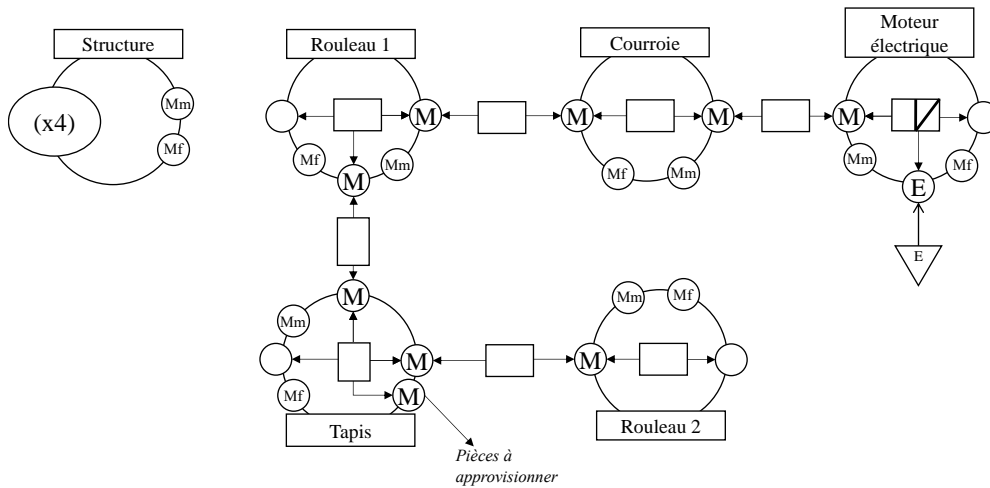 Structure
Rouleau 1
Courroie
Moteur
électrique
(x4)
Mm
Mf
M
Mf
Mm
M
M
M
Mf
Mm
M
Mm
Mf
E
E
M
Mm
Mf
M
M
Tapis
M
Mm
Mf
Rouleau 2
Pièces à
approvisionner